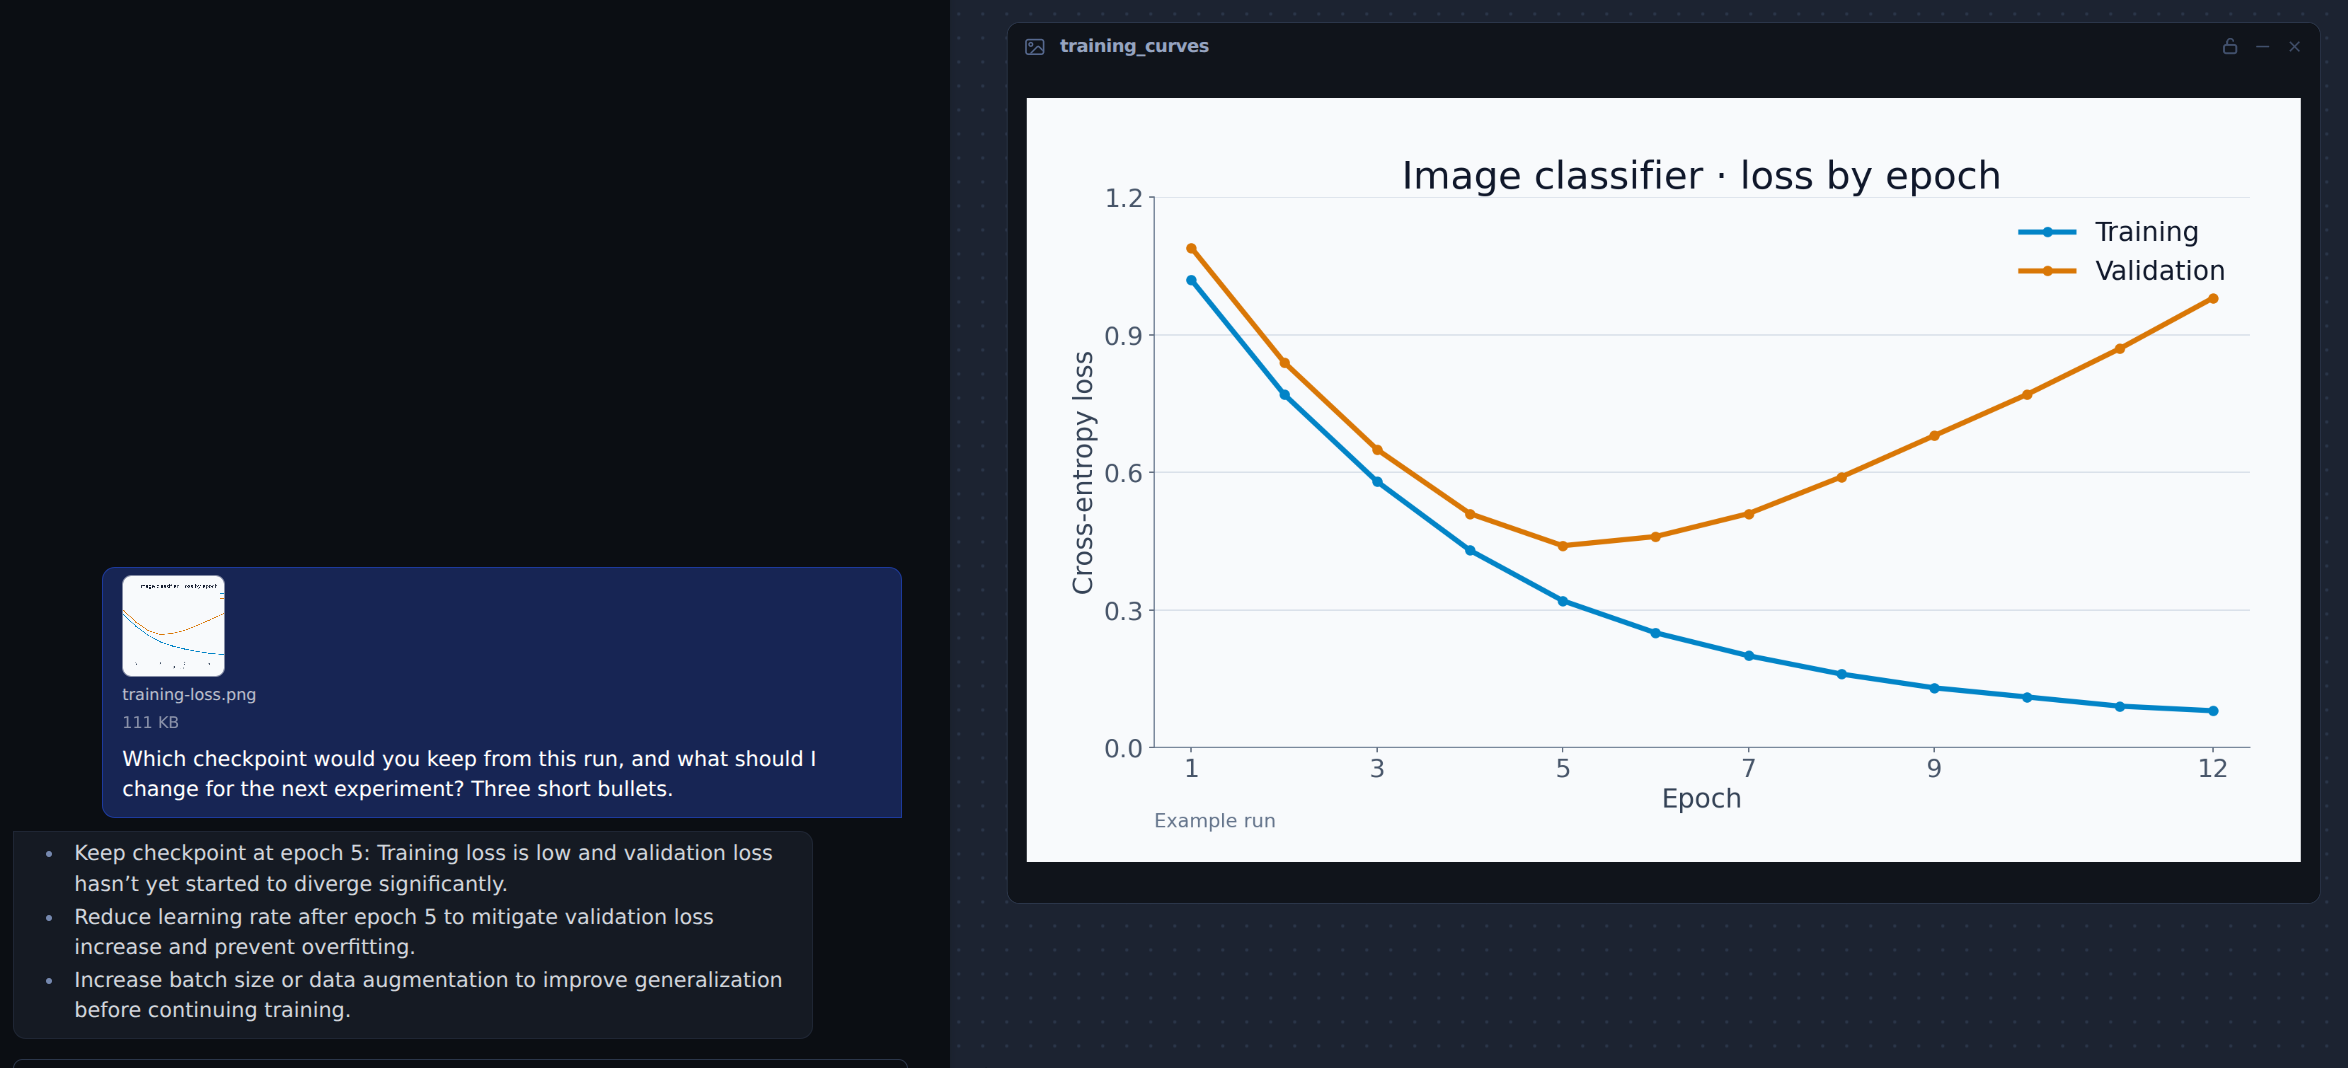 training-loss.png
111 KB
Which checkpoint would you keep from this run, and what should I
change for the next experiment? Three short bullets.
Keep checkpoint at epoch 5: Training loss is low and validation loss
hasn’t yet started to diverge significantly.
Reduce learning rate after epoch 5 to mitigate validation loss
increase and prevent overfitting.
Increase batch size or data augmentation to improve generalization
before continuing training.
training_curves
Image classifier · loss by epoch
Training
Validation
Cross-entropy loss
1.2
0.9
0.6
0.3
0.0
1 3 5 7 9 12
Epoch
Example run